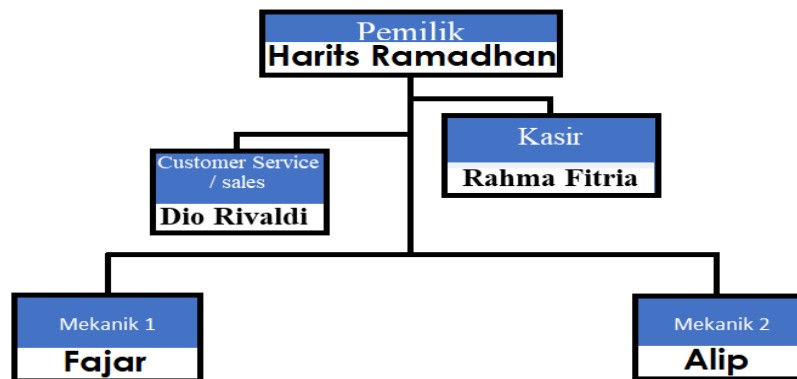 Pemilik
Harits Ramadhan
Kasir
Rahma Fitria
Customer Service
/ sales
Dio Rivaldi
Mekanik 1
Fajar
Mekanik 2
Alip